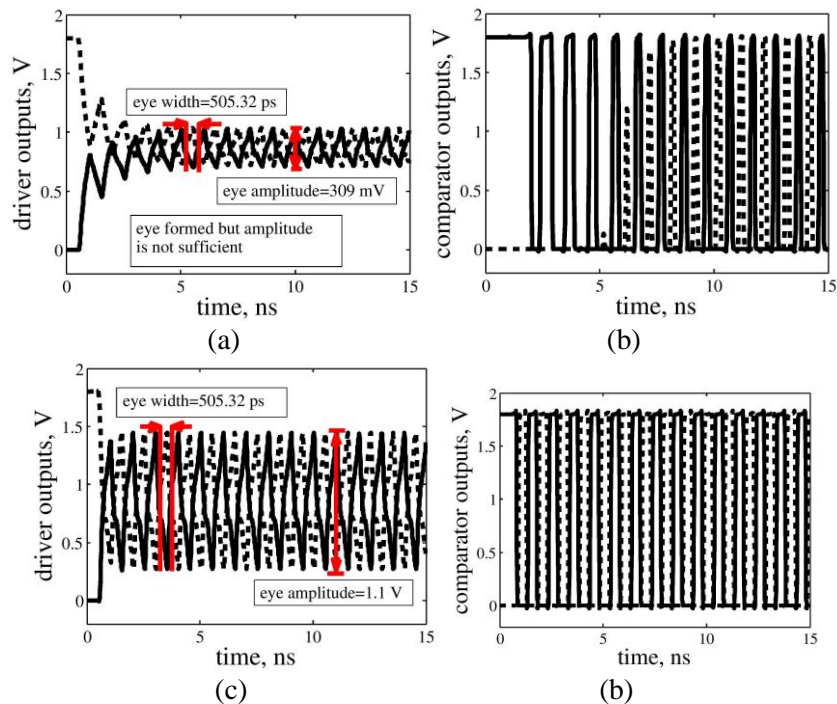 driver outputs, V
2
1.5
1
0.5
0
eye width=505.32 ps
eye amplitude=309 mV
eye formed but amplitude
is not sufficient
0 5 10 15
time, ns
(a)
comparator outputs, V
2
1.5
1
0.5
0
0 5 10 15
time, ns
(b)
driver outputs, V
2
1.5
1
0.5
0
eye width=505.32 ps
eye amplitude=1.1 V
0 5 10 15
time, ns
(c)
comparator outputs, V
2
1.5
1
0.5
0
0 5 10 15
time, ns
(b)